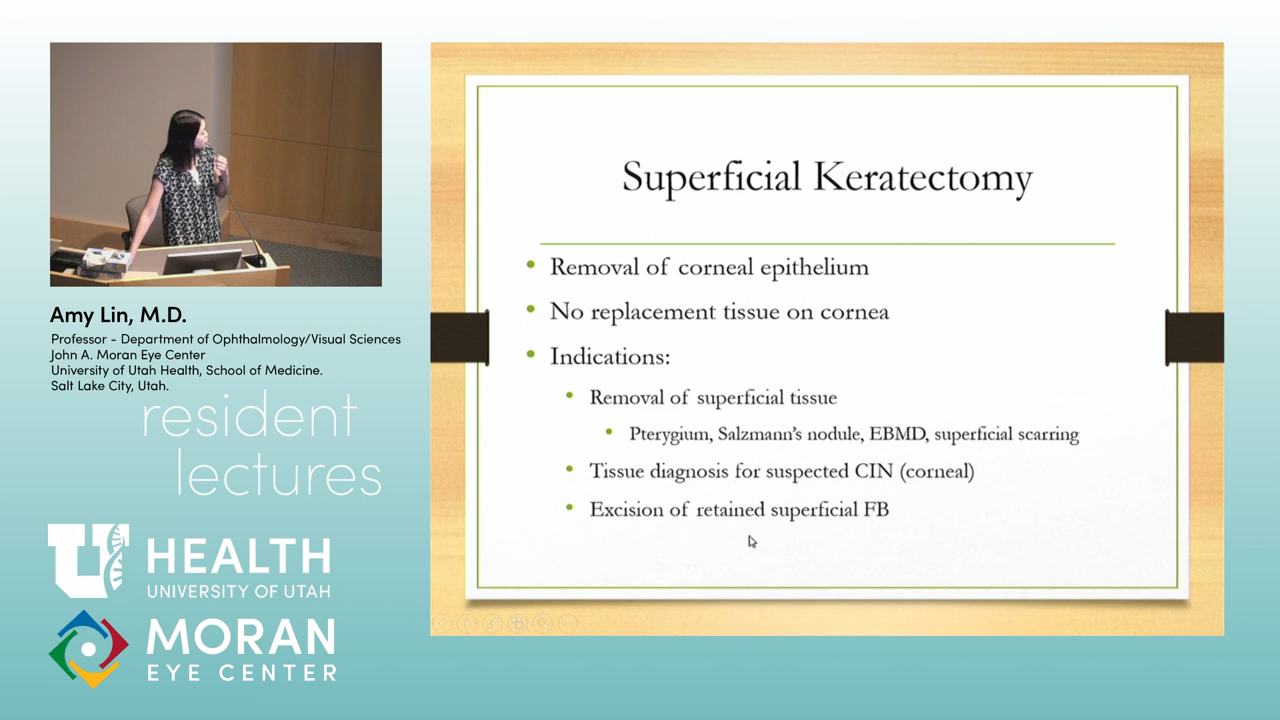 Amy Lin, M.D.
Professor - Department of Ophthalmology/Visual Sciences
John A. Moran Eye Center
University of Utah Health, School of Medicine.
Salt Lake City, Utah.
resident
lectures
U HEALTH
UNIVERSITY OF UTAH
MORAN
EYE CENTER
Superficial Keratectomy
• Removal of corneal epithelium
• No replacement tissue on cornea
• Indications:
• Removal of superficial tissue
• Pterygium, Salzmann's nodule, EBMD, superficial scarring
• Tissue diagnosis for suspected CIN (corneal)
• Excision of retained superficial FB